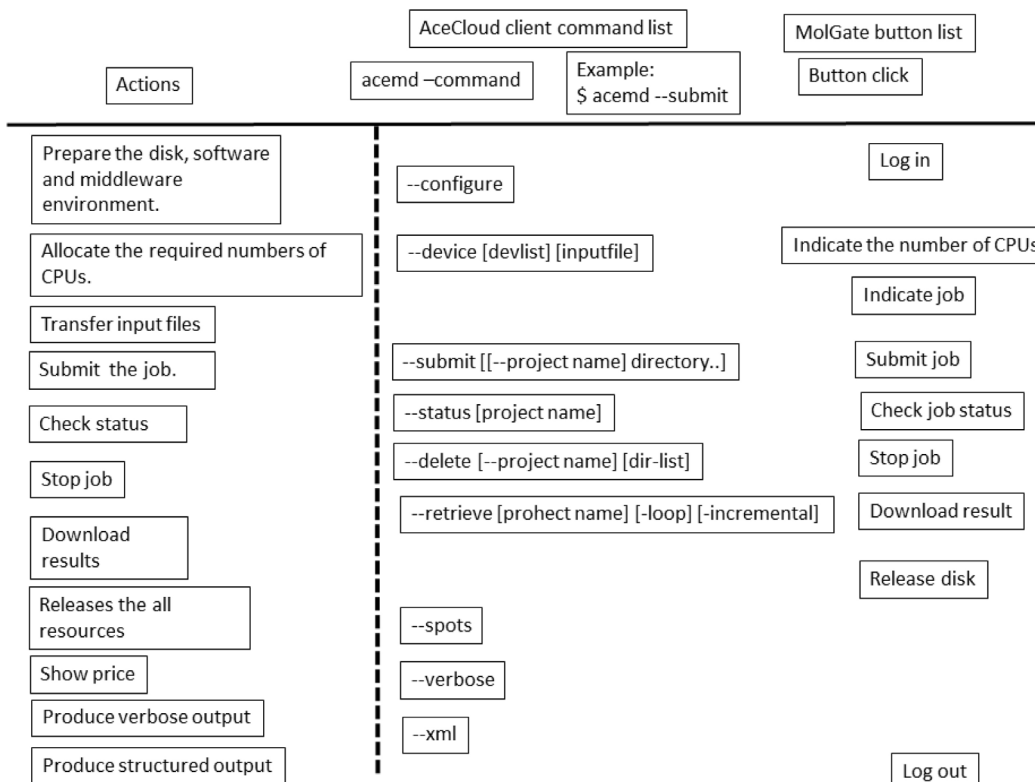 AceCloud client command list
MolGate button list
Actions
acemd –command
Example:
$ acemd --submit
Button click
Prepare the disk, software
and middleware
environment.
--configure
Log in
Allocate the required numbers of
CPUs.
--device [devlist] [inputfile]
Indicate the number of CPUs
Indicate job
Transfer input files
Submit the job.
--submit [[--project name] directory..]
Submit job
Check status
--status [project name]
Check job status
Stop job
--delete [--project name] [dir-list]
Stop job
Download
results
--retrieve [prohect name] [-loop] [-incremental]
Download result
Release disk
Releases the all
resources
--spots
Show price
--verbose
Produce verbose output
--xml
Produce structured output
Log out